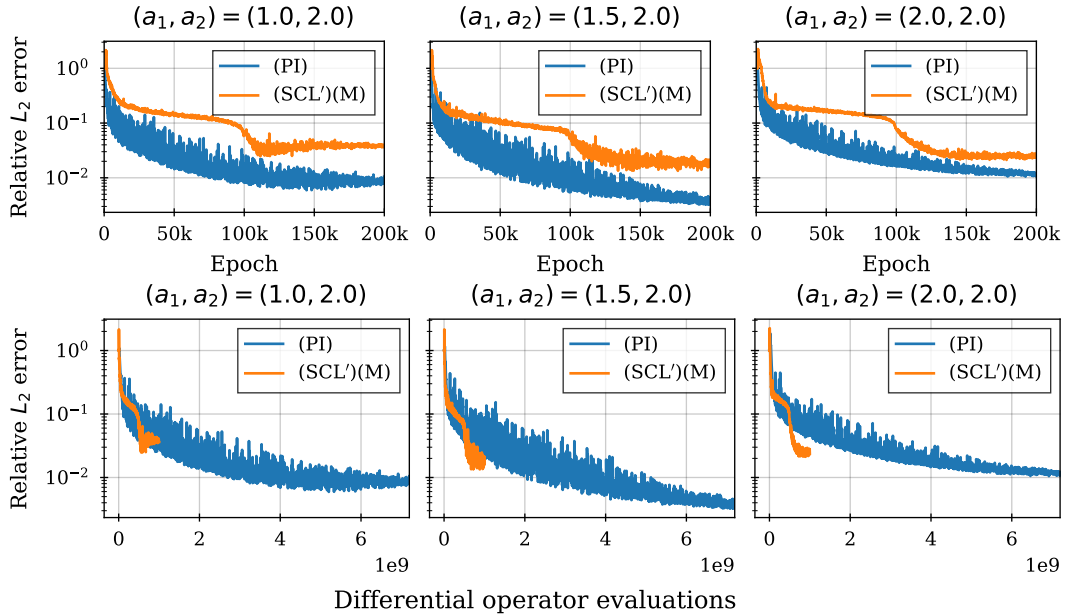 (a₁, a₂) = (1.0, 2.0)
(a₁, a₂) = (1.5, 2.0)
(a₁, a₂) = (2.0, 2.0)
Relative L₂ error
10⁰
10⁻¹
10⁻²
(PI)
(SCL′)(M)
(PI)
(SCL′)(M)
(PI)
(SCL′)(M)
0 50k 100k 150k 200k
0 50k 100k 150k 200k
0 50k 100k 150k 200k
Epoch
Epoch
Epoch
(a₁, a₂) = (1.0, 2.0)
(a₁, a₂) = (1.5, 2.0)
(a₁, a₂) = (2.0, 2.0)
Relative L₂ error
10⁰
10⁻¹
10⁻²
(PI)
(SCL′)(M)
(PI)
(SCL′)(M)
(PI)
(SCL′)(M)
0 2 4 6
0 2 4 6
0 2 4 6
1e9
1e9
1e9
Differential operator evaluations